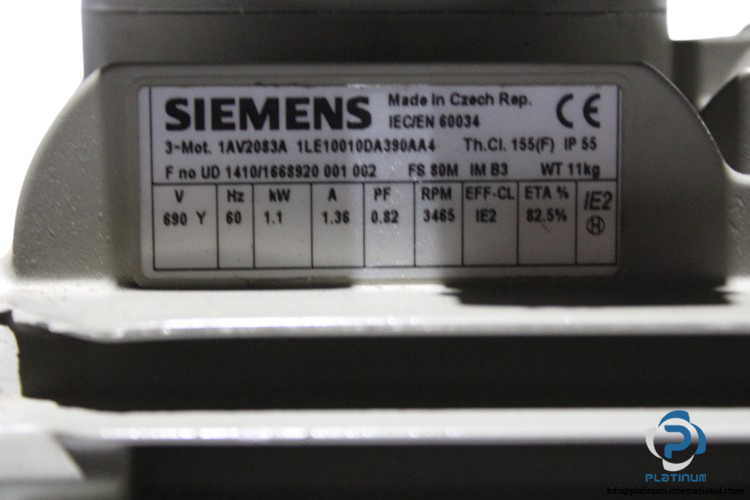 SIEMENS
Made in Czech Rep.
IEC/EN 60034
CE
3~Mot. 1AV2083A 1LE10010DA390AA4 Th.Cl. 155(F) IP 55
F no UD 1410/1668920 001 002 FS 80M IM B3 WT 11kg
V Hz kW A PF RPM EFF-CL ETA % IE2
690 Y 60 1.1 1.36 0.82 3465 IE2 82,5% H
PLATINUM
info@platinum-international.store